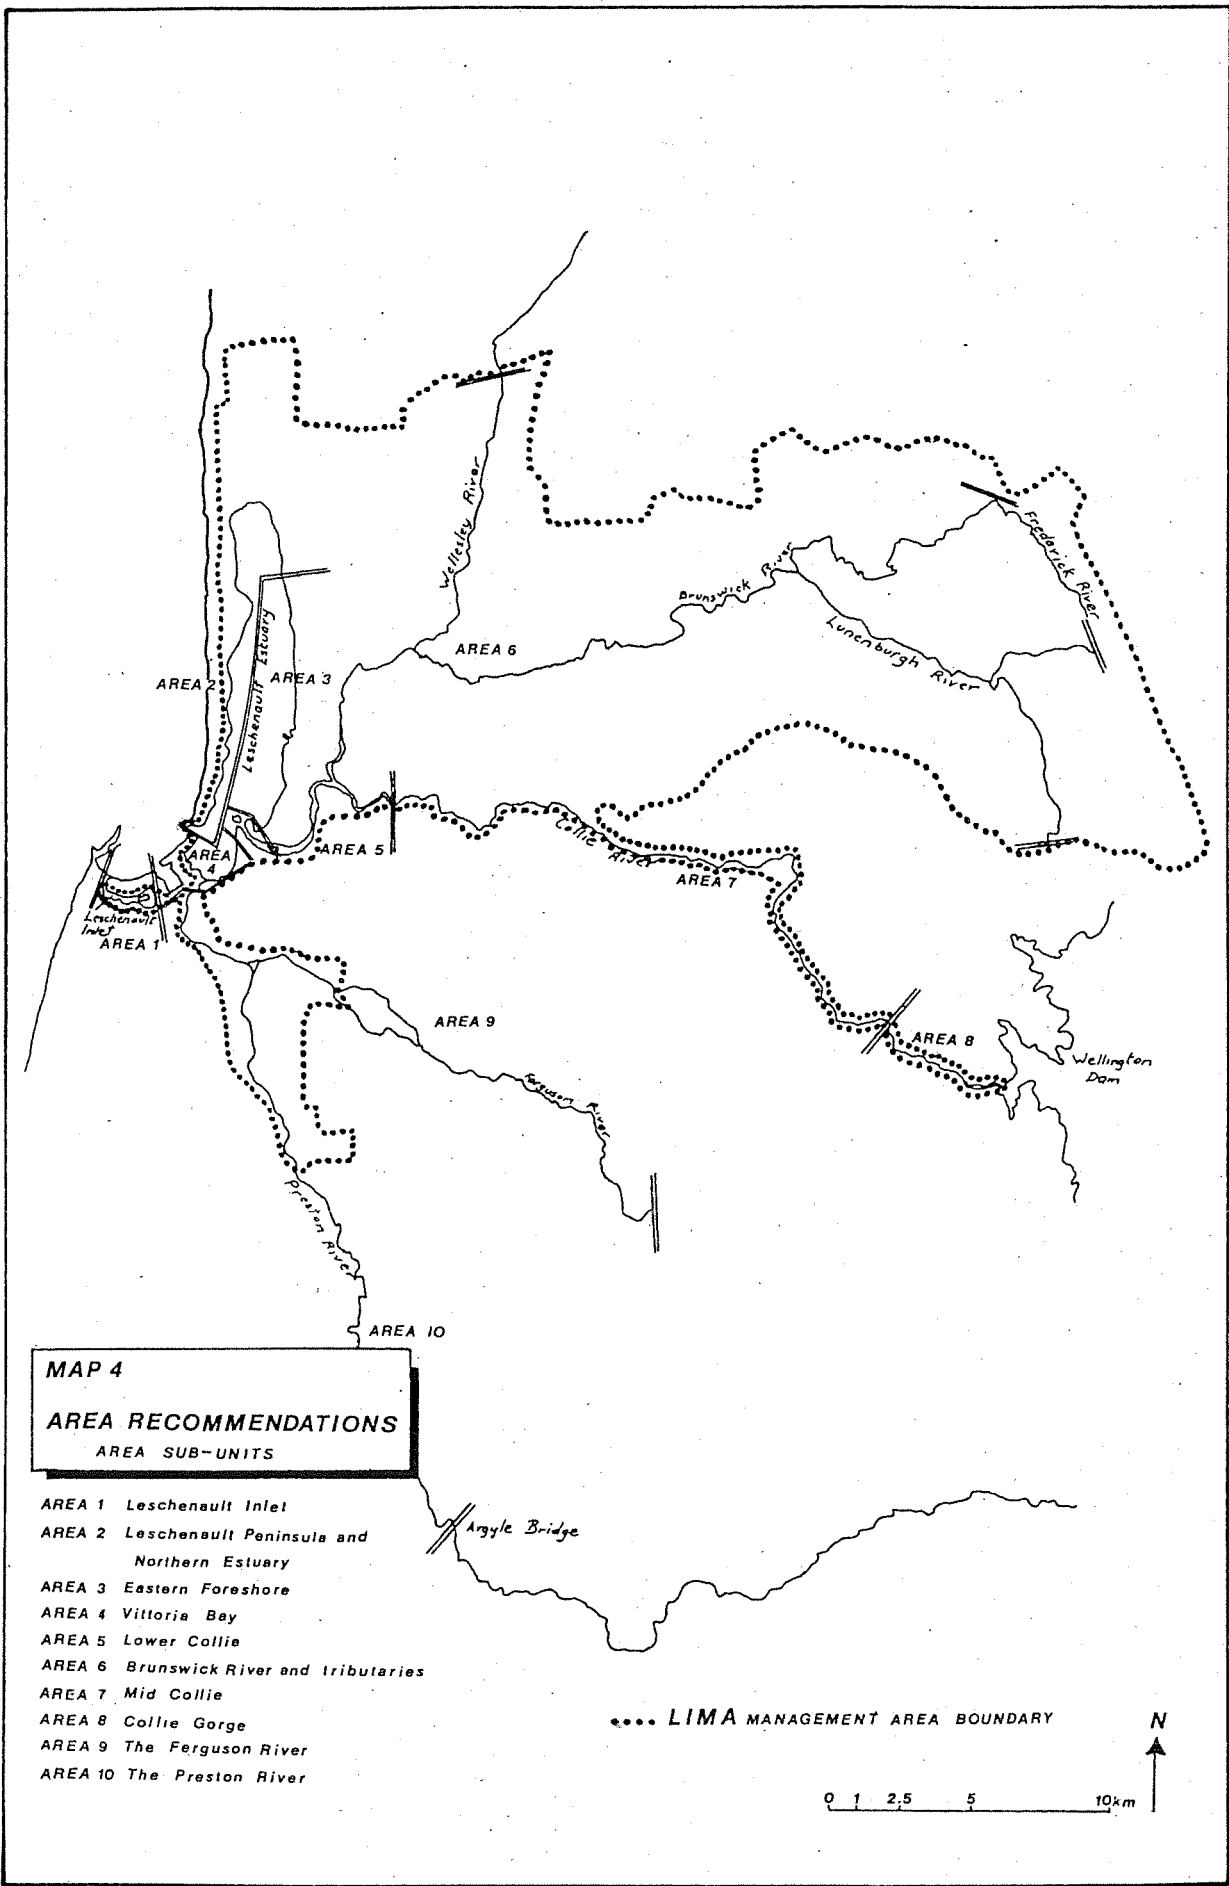 Wellesley River
Frederick River
Brunswick River
Lunenburgh River
AREA 6
AREA 2
Leschenault Estuary
AREA 3
AREA 4
AREA 5
Collie River
AREA 7
Leschenault
Inlet
AREA 1
AREA 9
AREA 8
Wellington
Dam
Ferguson River
Preston River
AREA 10
MAP 4
AREA RECOMMENDATIONS
AREA SUB-UNITS
AREA 1 Leschenault Inlet
AREA 2 Leschenault Peninsula and
Northern Estuary
AREA 3 Eastern Foreshore
AREA 4 Vittoria Bay
AREA 5 Lower Collie
AREA 6 Brunswick River and tributaries
AREA 7 Mid Collie
AREA 8 Collie Gorge
AREA 9 The Ferguson River
AREA 10 The Preston River
Argyle Bridge
LIMA MANAGEMENT AREA BOUNDARY
N
0 1 2.5 5 10km